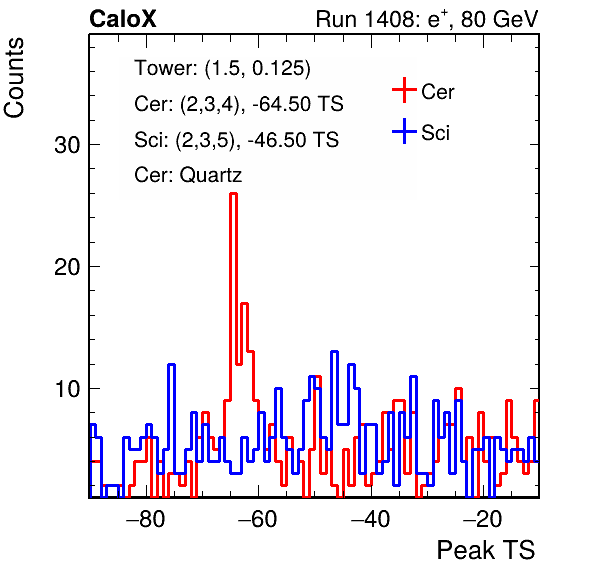 CaloX Run 1408: e⁺, 80 GeV
Counts
Tower: (1.5, 0.125)
Cer: (2,3,4), -64.50 TS
Sci: (2,3,5), -46.50 TS
Cer: Quartz
Cer
Sci
30
20
10
−80 −60 −40 −20
Peak TS